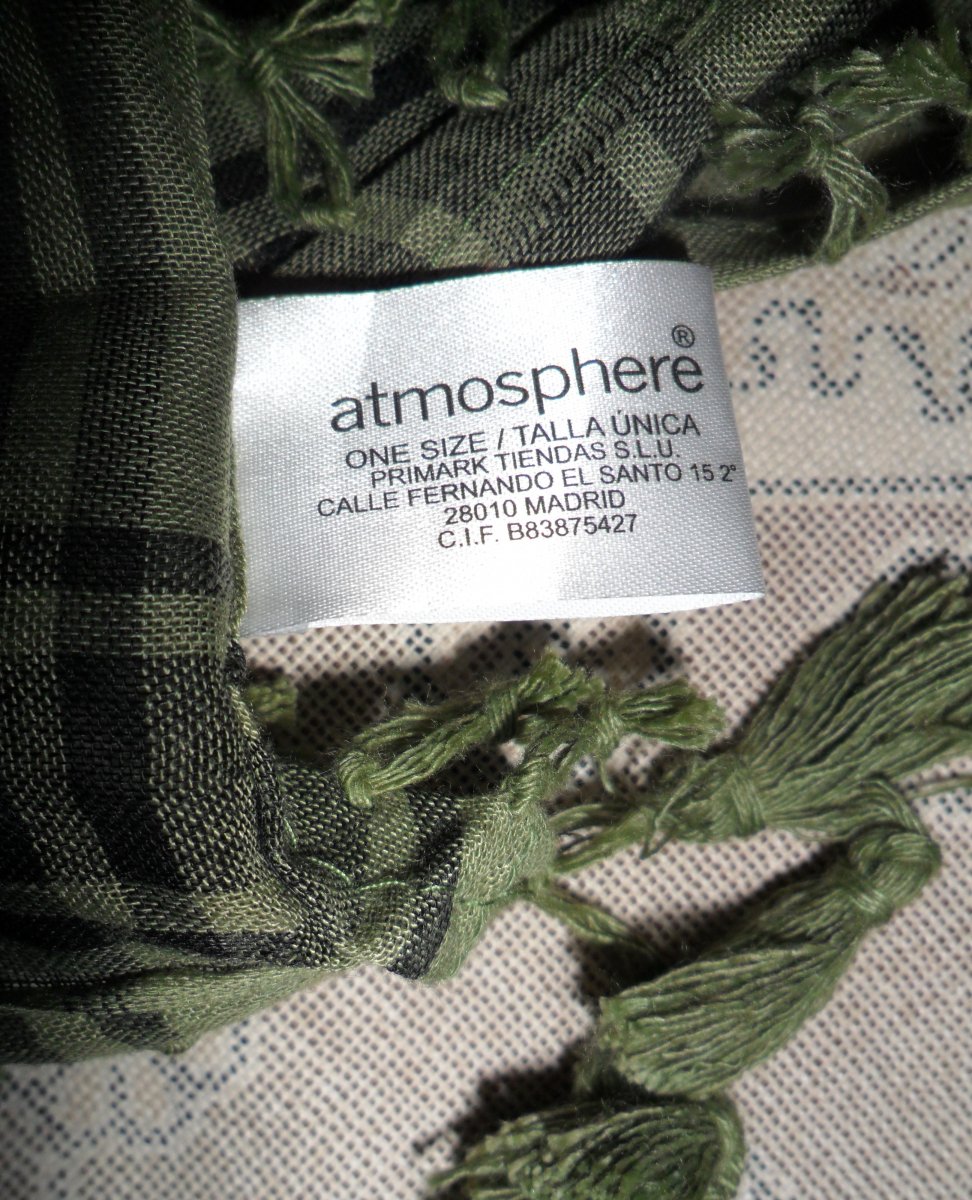 atmosphere®
ONE SIZE / TALLA ÚNICA
PRIMARK TIENDAS S.L.U.
CALLE FERNANDO EL SANTO 15 2°
28010 MADRID
C.I.F. B83875427